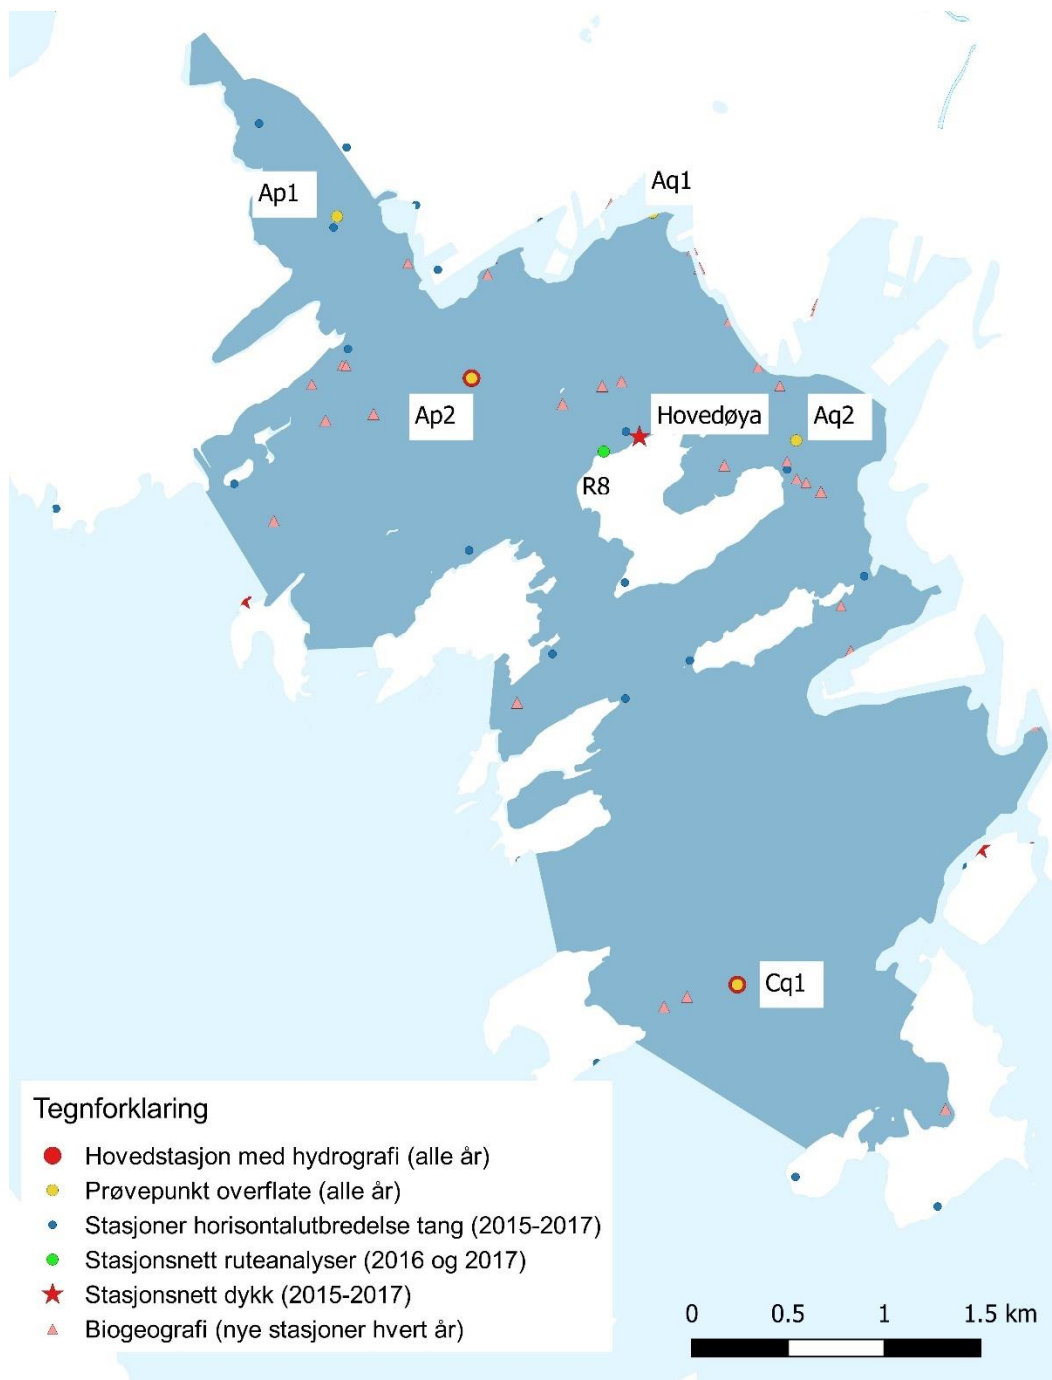 Aq1
Ap1
Hovedøya
Ap2
Aq2
R8
Cq1
Tegnforklaring
Hovedstasjon med hydrografi (alle år)
Prøvepunkt overflate (alle år)
Stasjoner horisontalutbredelse tang (2015-2017)
Stasjonsnett ruteanalyser (2016 og 2017)
Stasjonsnett dykk (2015-2017)
Biogeografi (nye stasjoner hvert år)
0 0.5 1 1.5 km